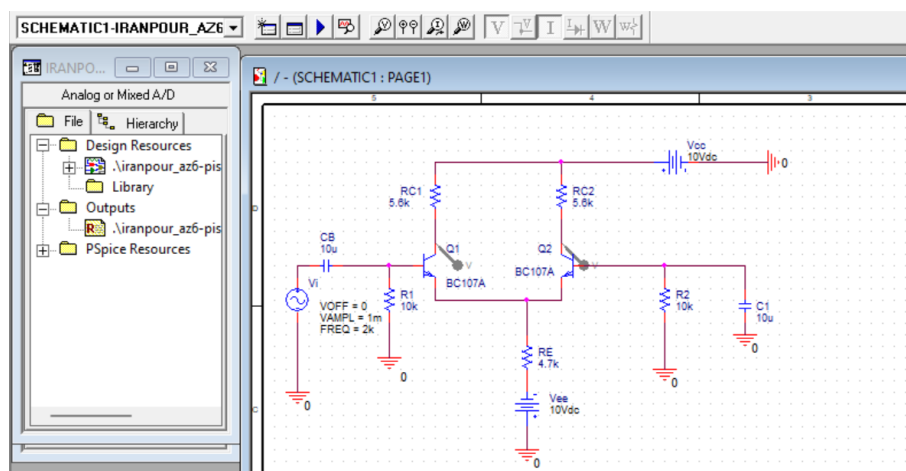 SCHEMATIC1-IRANPOUR_AZ6
V I W
IRANPO...
/ - (SCHEMATIC1 : PAGE1)
Analog or Mixed A/D
File Hierarchy
Design Resources
.\iranpour_az6-pis
Library
Outputs
.\iranpour_az6-pis
PSpice Resources
5 4 3
Vcc
10Vdc
0
RC1
5.6k
RC2
5.6k
CB
10u
Q1
BC107A
V
Q2
BC107A
V
Vi
VOFF = 0
VAMPL = 1m
FREQ = 2k
R1
10k
R2
10k
C1
10u
0
0
0
0
RE
4.7k
Vee
10Vdc
0